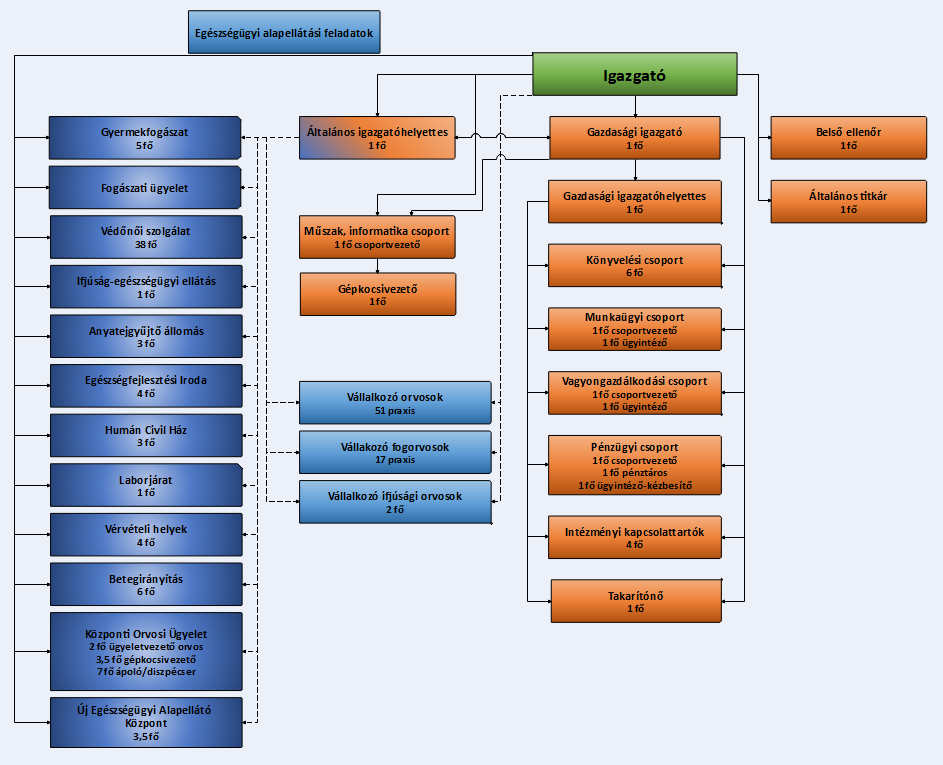 Egészségügyi alapellátási feladatok
Igazgató
Gyermekfogászat
5 fő
Általános igazgatóhelyettes
1 fő
Gazdasági igazgató
1 fő
Belső ellenőr
1 fő
Fogászati ügyelet
Gazdasági igazgatóhelyettes
1 fő
Általános titkár
1 fő
Védőnői szolgálat
38 fő
Műszak, informatika csoport
1 fő csoportvezető
Könyvelési csoport
6 fő
Ifjúság-egészségügyi ellátás
1 fő
Gépkocsivezető
1 fő
Anyatejgyűjtő állomás
3 fő
Munkaügyi csoport
1 fő csoportvezető
1 fő ügyintéző
Egészségfejlesztési Iroda
4 fő
Vállalkozó orvosok
51 praxis
Vagyongazdálkodási csoport
1 fő csoportvezető
1 fő ügyintéző
Humán Civil Ház
3 fő
Vállakozó fogorvosok
17 praxis
Pénzügyi csoport
1 fő csoportvezető
1 fő pénztáros
1 fő ügyintéző-kézbesítő
Laborjárat
1 fő
Vállalkozó ifjúsági orvosok
2 fő
Vérvételi helyek
4 fő
Intézményi kapcsolattartók
4 fő
Betegirányítás
6 fő
Takarítónő
1 fő
Központi Orvosi Ügyelet
2 fő ügyeletvezető orvos
3,5 fő gépkocsivezető
7 fő ápoló/diszpécser
Új Egészségügyi Alapellátó
Központ
3,5 fő